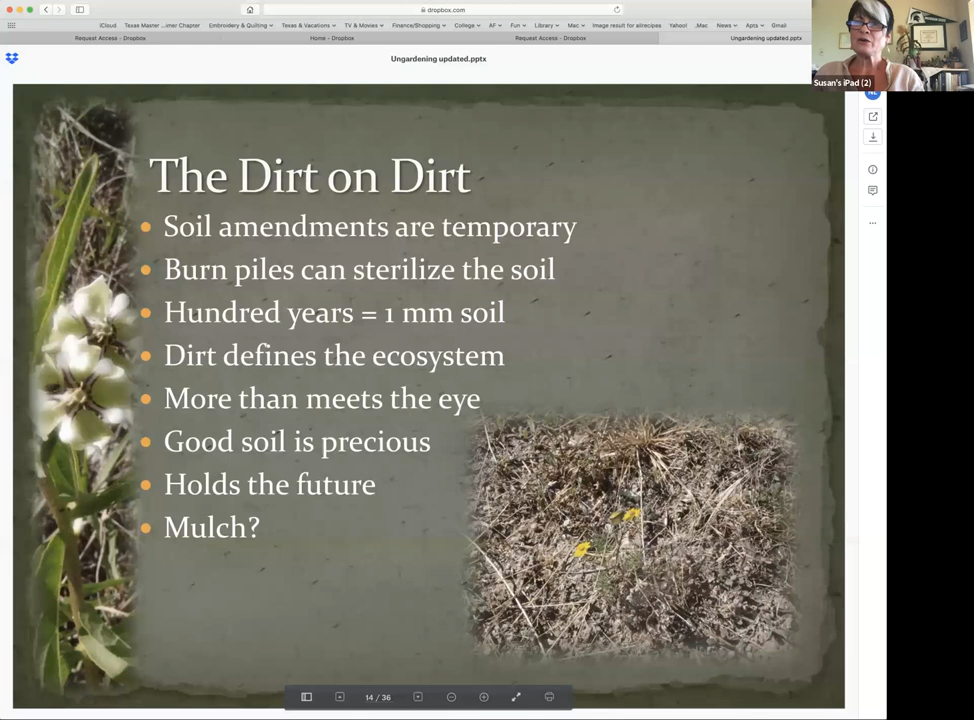 dropbox.com
iCloud Texas Master ...imer Chapter Embroidery & Quilting Texas & Vacations TV & Movies Finance/Shopping College AF Fun Library Mac Image result for allrecipes Yahoo! .Mac News Apts Gmail
Request Access - Dropbox Home - Dropbox Request Access - Dropbox Ungardening updated.pptx
Ungardening updated.pptx
Susan's iPad (2)
NL
The Dirt on Dirt
Soil amendments are temporary
Burn piles can sterilize the soil
Hundred years = 1 mm soil
Dirt defines the ecosystem
More than meets the eye
Good soil is precious
Holds the future
Mulch?
14 / 36